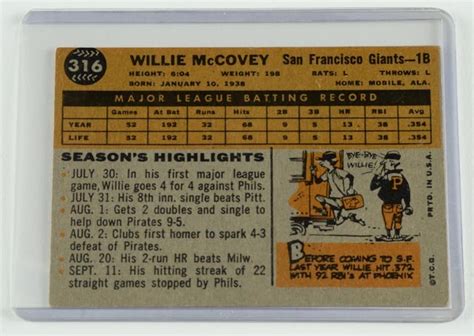 316
WILLIE McCOVEY San Francisco Giants—1B
HEIGHT: 6:04 WEIGHT: 198 BATS: L THROWS: L
BORN: JANUARY 10, 1938 HOME: MOBILE, ALA.
MAJOR LEAGUE BATTING RECORD
Games At Bat Runs Hits 2B 3B HR RBI Avg.
YEAR 52 192 32 68 9 5 13 38 .354
LIFE 52 192 32 68 9 5 13 38 .354
SEASON'S HIGHLIGHTS
• JULY 30: In his first major league
game, Willie goes 4 for 4 against Phils.
• JULY 31: His 8th inn. single beats Pitt.
• AUG. 1: Gets 2 doubles and single to
help down Pirates 9-5.
• AUG. 2: Clubs first homer to spark 4-3
defeat of Pirates.
• AUG. 20: His 2-run HR beats Milw.
• SEPT. 11: His hitting streak of 22
straight games stopped by Phils.
BYE-BYE
WILLIE!
P
BEFORE COMING TO S.F.
LAST YEAR WILLIE HIT .372
WITH 92 RBI'S AT PHOENIX
©T.C.G. PRTD. IN U.S.A.